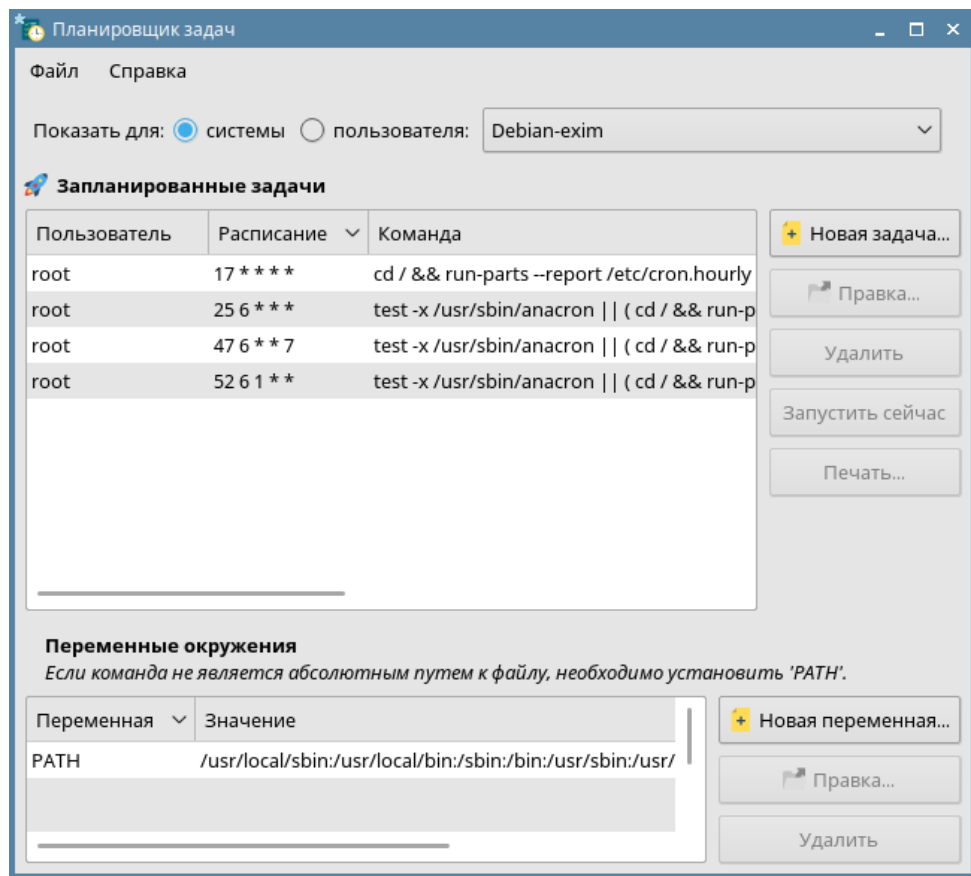 Планировщик задач
Файл Справка
Показать для: системы пользователя: Debian-exim
Запланированные задачи
Пользователь Расписание Команда
Новая задача...
root 17 * * * * cd / && run-parts --report /etc/cron.hourly
Правка...
root 25 6 * * * test -x /usr/sbin/anacron || ( cd / && run-p
root 47 6 * * 7 test -x /usr/sbin/anacron || ( cd / && run-p
Удалить
root 52 6 1 * * test -x /usr/sbin/anacron || ( cd / && run-p
Запустить сейчас
Печать...
Переменные окружения
Если команда не является абсолютным путем к файлу, необходимо установить 'PATH'.
Переменная Значение
Новая переменная...
PATH /usr/local/sbin:/usr/local/bin:/sbin:/bin:/usr/sbin:/usr/
Правка...
Удалить